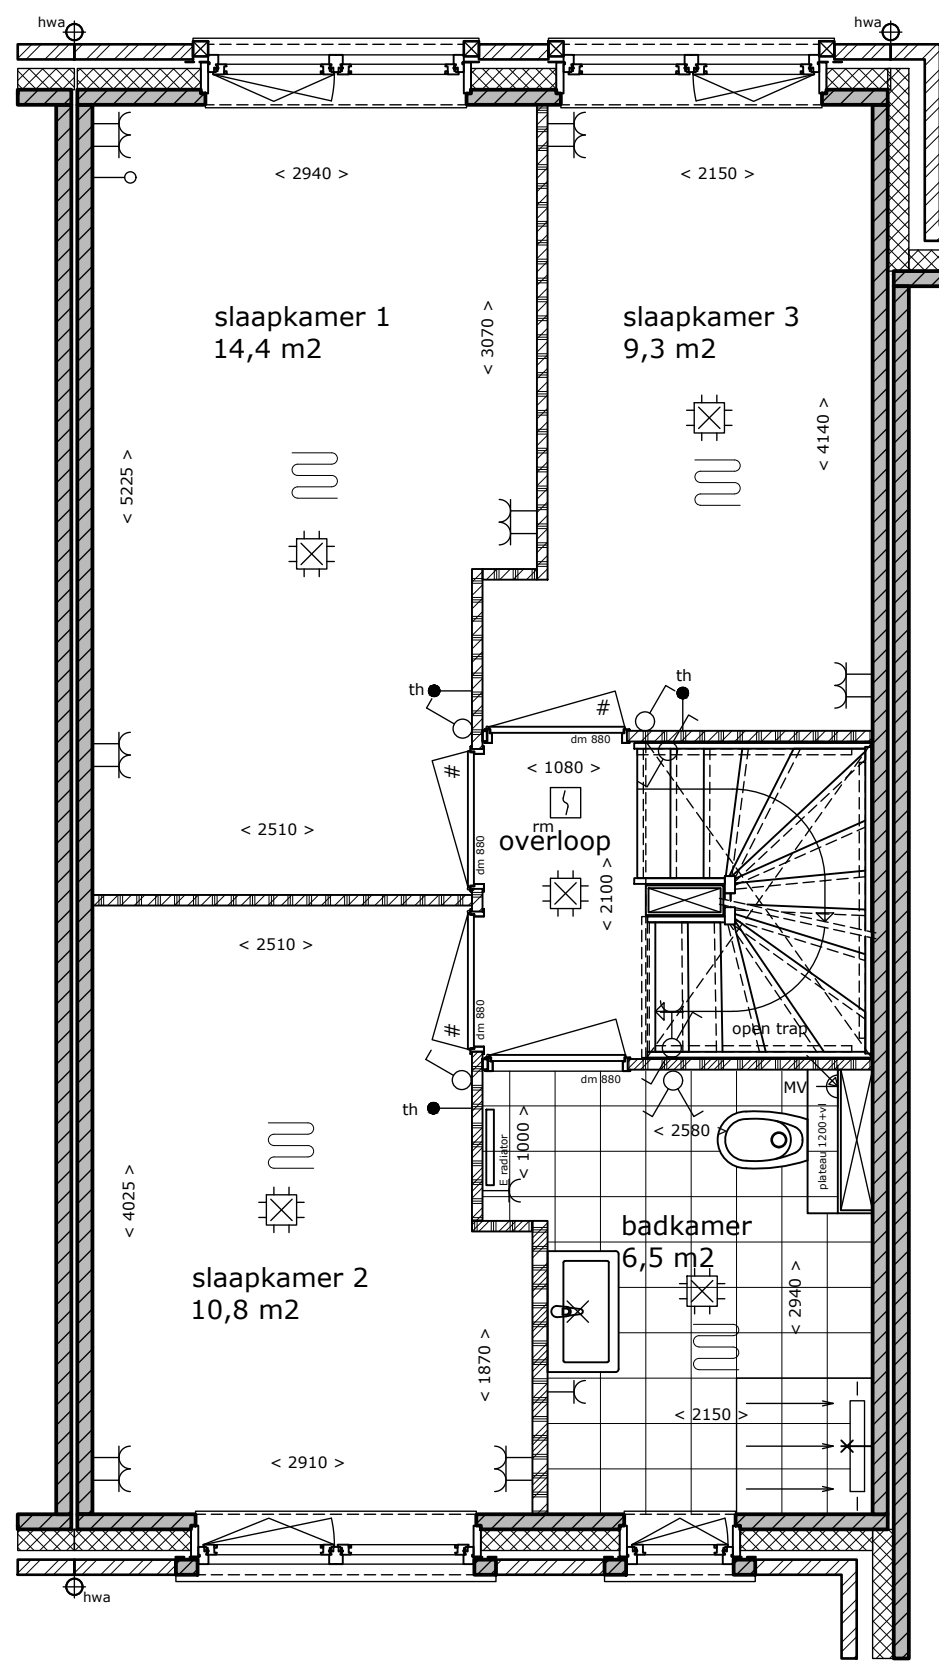 hwa
hwa
< 2940 >
< 2150 >
slaapkamer 1
14,4 m2
slaapkamer 3
9,3 m2
< 3070 >
< 4140 >
< 5225 >
th
th
#
dm 880
#
< 1080 >
rm
overloop
< 2510 >
dm 880
< 2100 >
< 2510 >
dm 880
#
open trap
dm 880
MV
th
< 2580 >
< 1000 >
E radiator
plateau 1200+vl
< 4025 >
badkamer
6,5 m2
slaapkamer 2
10,8 m2
< 2940 >
< 1870 >
< 2150 >
< 2910 >
hwa